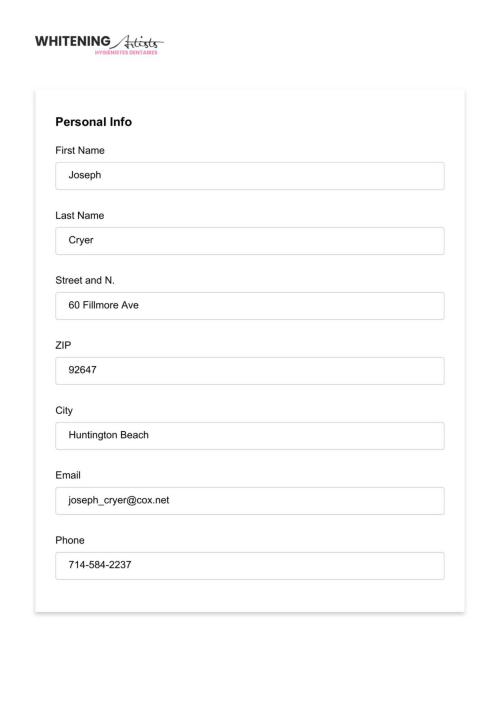 WHITENING Artists
HYGIÉNISTES DENTAIRES
Personal Info
First Name
Joseph
Last Name
Cryer
Street and N.
60 Fillmore Ave
ZIP
92647
City
Huntington Beach
Email
joseph_cryer@cox.net
Phone
714-584-2237